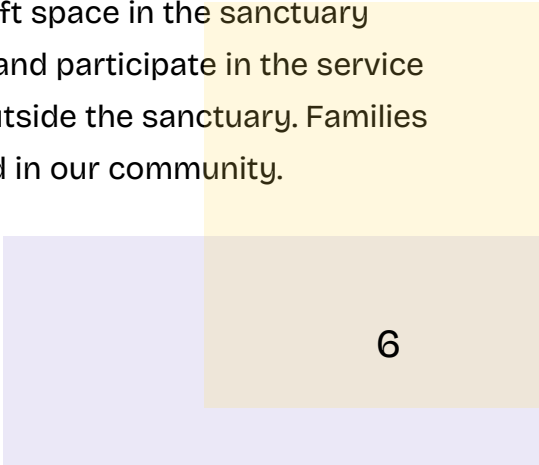 ft space in the sanctuary
and participate in the service
tside the sanctuary. Families
d in our community.
6